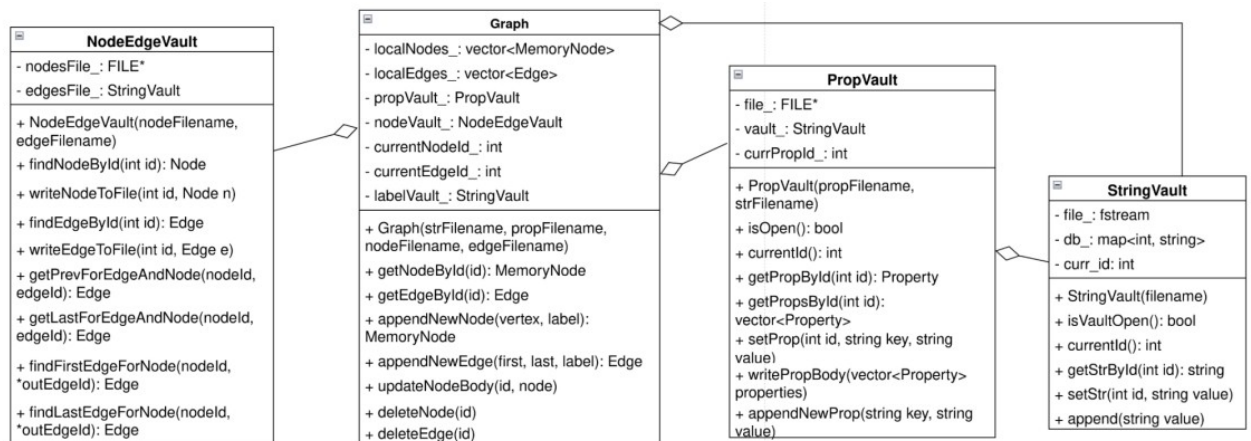 NodeEdgeVault
- nodesFile_: FILE*
- edgesFile_: StringVault
+ NodeEdgeVault(nodeFilename,
edgeFilename)
+ findNodeById(int id): Node
+ writeNodeToFile(int id, Node n)
+ findEdgeById(int id): Edge
+ writeEdgeToFile(int id, Edge e)
+ getPrevForEdgeAndNode(nodeId,
edgeId): Edge
+ getLastForEdgeAndNode(nodeId,
edgeId): Edge
+ findFirstEdgeForNode(nodeId,
*outEdgeId): Edge
+ findLastEdgeForNode(nodeId,
*outEdgeId): Edge
Graph
- localNodes_: vector<MemoryNode>
- localEdges_: vector<Edge>
- propVault_: PropVault
- nodeVault_: NodeEdgeVault
- currentNodeId_: int
- currentEdgeId_: int
- labelVault_: StringVault
+ Graph(strFilename, propFilename,
nodeFilename, edgeFilename)
+ getNodeById(id): MemoryNode
+ getEdgeById(id): Edge
+ appendNewNode(vertex, label):
MemoryNode
+ appendNewEdge(first, last, label): Edge
+ updateNodeBody(id, node)
+ deleteNode(id)
+ deleteEdge(id)
PropVault
- file_: FILE*
- vault_: StringVault
- currPropId_: int
+ PropVault(propFilename,
strFilename)
+ isOpen(): bool
+ currentId(): int
+ getPropById(int id): Property
+ getPropsById(int id):
vector<Property>
+ setProp(int id, string key, string
value)
+ writePropBody(vector<Property>
properties)
+ appendNewProp(string key, string
value)
StringVault
- file_: fstream
- db_: map<int, string>
- curr_id: int
+ StringVault(filename)
+ isVaultOpen(): bool
+ currentId(): int
+ getStrById(int id): string
+ setStr(int id, string value)
+ append(string value)